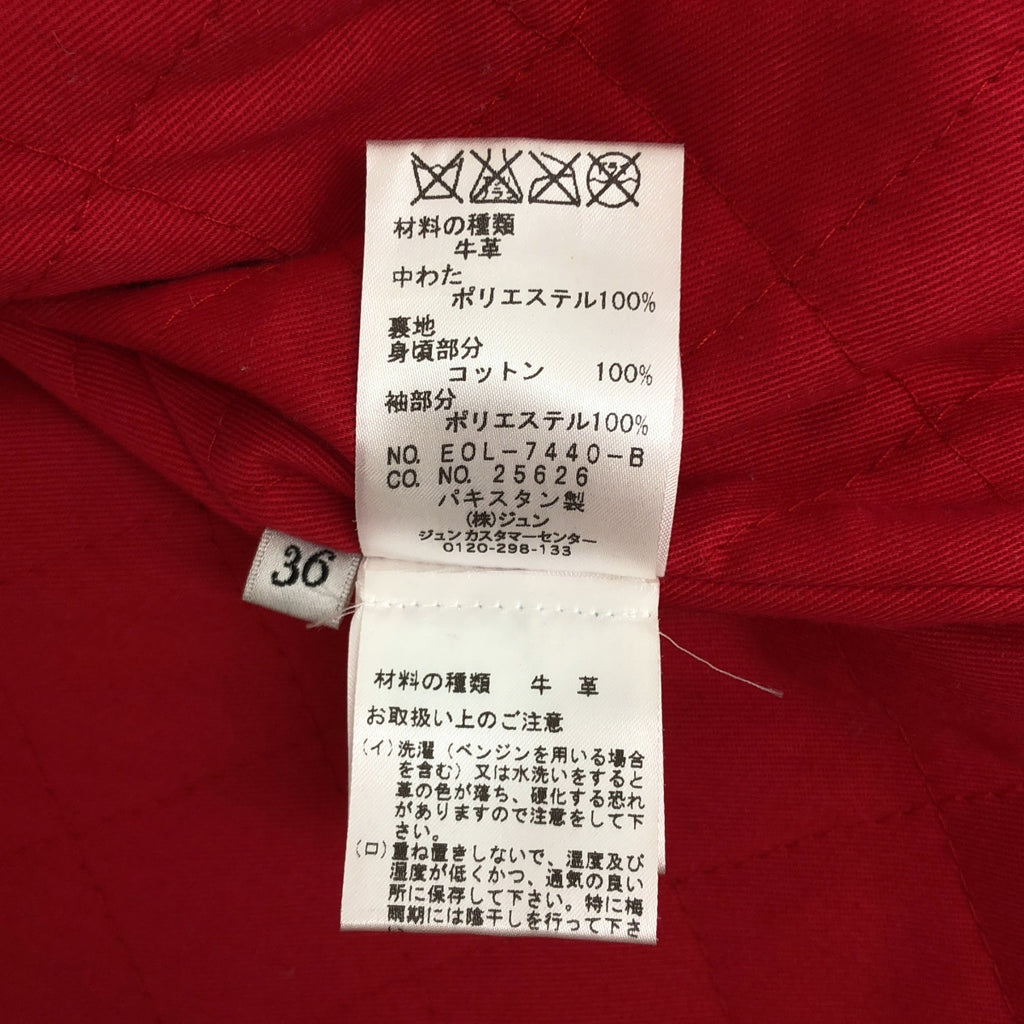 材料の種類
牛革
中わた
ポリエステル100%
裏地
身頃部分
コットン 100%
袖部分
ポリエステル100%
NO. EOL-7440-B
CO. NO. 25626
パキスタン製
(株)ジュン
ジュンカスタマーセンター
0120-298-133
36
材料の種類 牛 革
お取扱い上のご注意
(イ)洗濯(ベンジンを用いる場合
を含む)又は水洗いをすると
革の色が落ち、硬化する恐れ
がありますので注意をして下
さい。
(ロ)重ね置きしないで、温度及び
湿度が低くかつ、通気の良い
所に保存して下さい。特に梅
雨期には陰干しを行って下さ